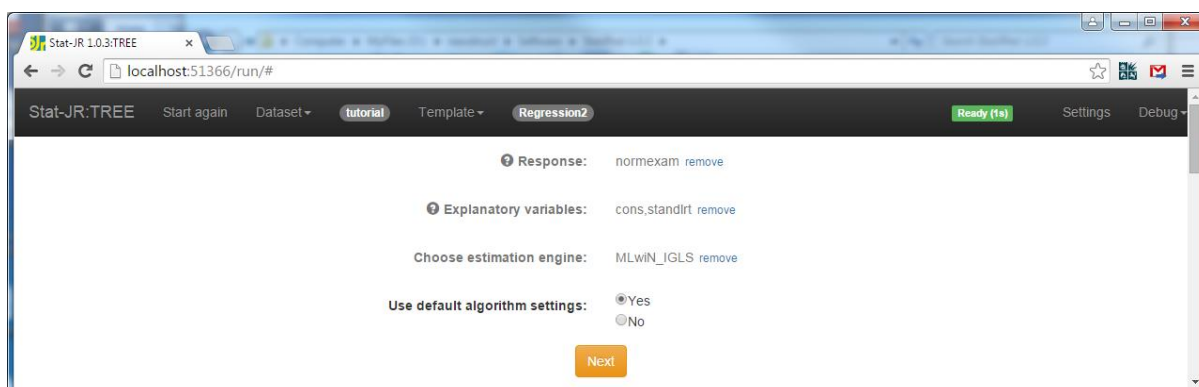 Stat-JR 1.0.3:TREE
localhost:51366/run/#
Stat-JR:TREE Start again Dataset tutorial Template Regression2 Ready (1s) Settings Debug
Response: normexam remove
Explanatory variables: cons,standlrt remove
Choose estimation engine: MLwiN_IGLS remove
Use default algorithm settings: Yes
No
Next